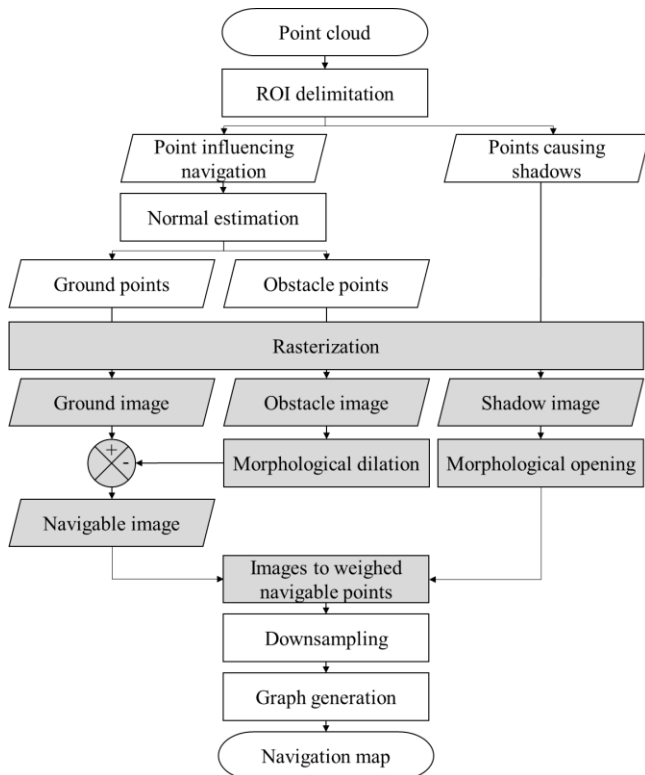 Point cloud
ROI delimitation
Point influencing
navigation
Points causing
shadows
Normal estimation
Ground points
Obstacle points
Rasterization
Ground image
Obstacle image
Shadow image
+
-
Morphological dilation
Morphological opening
Navigable image
Images to weighed
navigable points
Downsampling
Graph generation
Navigation map